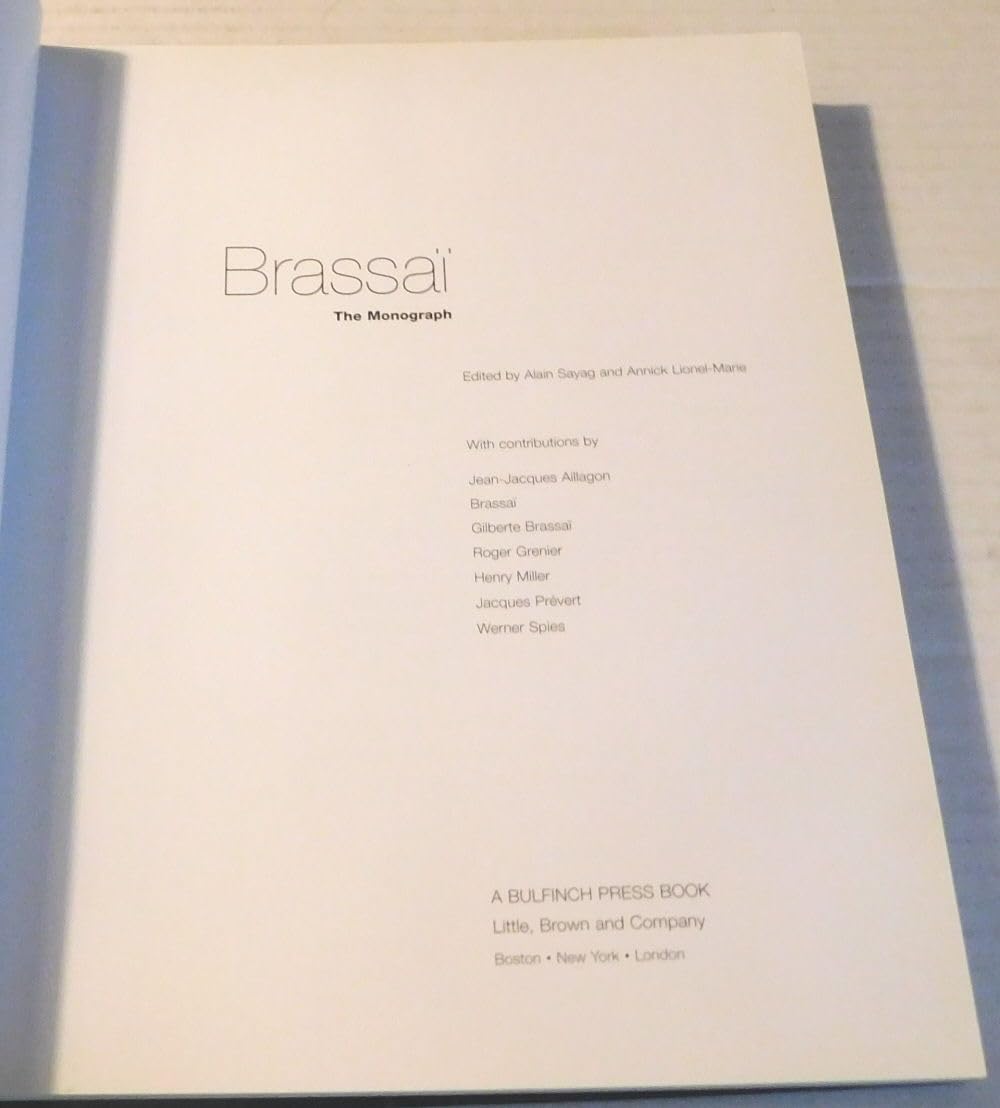 Brassaï
The Monograph
Edited by Alain Sayag and Annick Lionel-Marie
With contributions by
Jean-Jacques Aillagon
Brassaï
Gilberte Brassaï
Roger Grenier
Henry Miller
Jacques Prévert
Werner Spies
A BULFINCH PRESS BOOK
Little, Brown and Company
Boston • New York • London